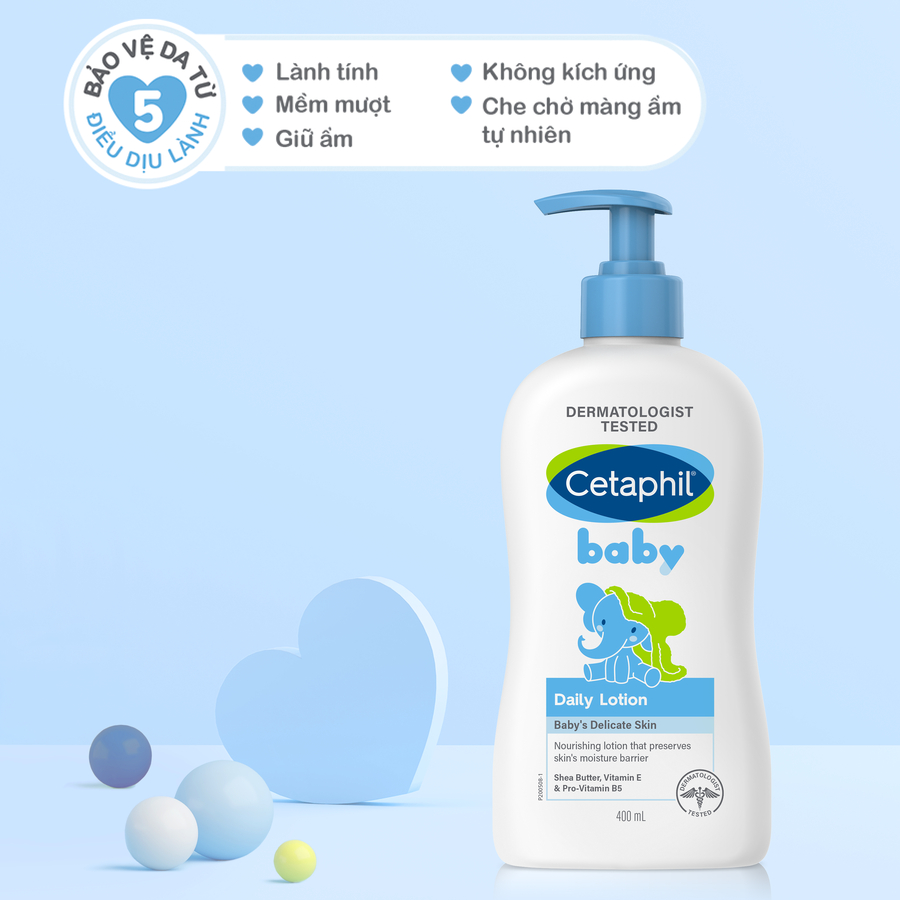 BẢO VỆ DA TỪ
5
ĐIỀU DỊU LÀNH
Lành tính
Mềm mượt
Giữ ẩm
Không kích ứng
Che chở màng ẩm
tự nhiên
DERMATOLOGIST
TESTED
Cetaphil®
baby
Daily Lotion
Baby's Delicate Skin
Nourishing lotion that preserves
skin's moisture barrier
Shea Butter, Vitamin E
& Pro-Vitamin B5
P200508-1
DERMATOLOGIST
TESTED
400 mL